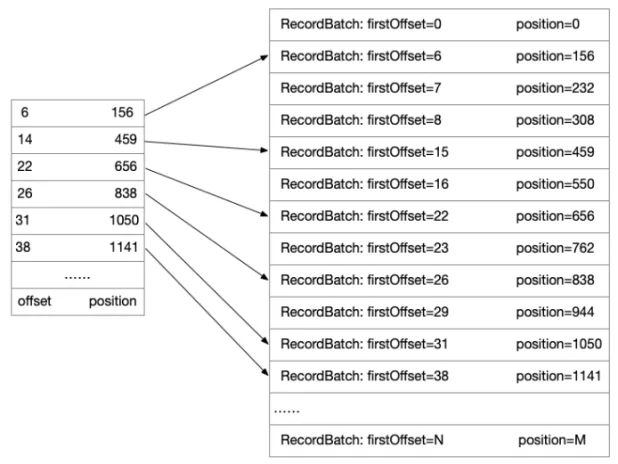 6 156
14 459
22 656
26 838
31 1050
38 1141
......
offset position
RecordBatch: firstOffset=0 position=0
RecordBatch: firstOffset=6 position=156
RecordBatch: firstOffset=7 position=232
RecordBatch: firstOffset=8 position=308
RecordBatch: firstOffset=15 position=459
RecordBatch: firstOffset=16 position=550
RecordBatch: firstOffset=22 position=656
RecordBatch: firstOffset=23 position=762
RecordBatch: firstOffset=26 position=838
RecordBatch: firstOffset=29 position=944
RecordBatch: firstOffset=31 position=1050
RecordBatch: firstOffset=38 position=1141
......
RecordBatch: firstOffset=N position=M